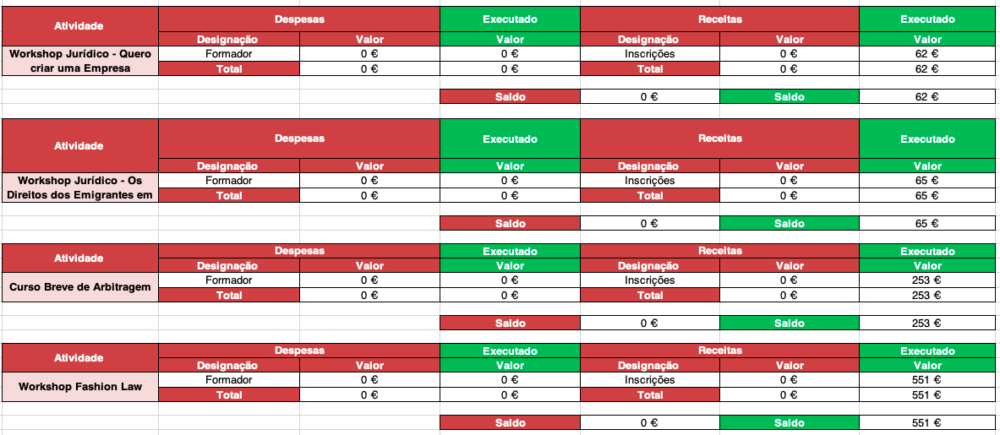 Atividade Despesas Executado Receitas Executado
Designação Valor Valor Designação Valor Valor
Workshop Jurídico - Quero Formador 0 € 0 € Inscrições 0 € 62 €
criar uma Empresa Total 0 € 0 € Total 0 € 62 €
Saldo 0 € Saldo 62 €
Atividade Despesas Executado Receitas Executado
Designação Valor Valor Designação Valor Valor
Workshop Jurídico - Os Formador 0 € 0 € Inscrições 0 € 65 €
Direitos dos Emigrantes em Total 0 € 0 € Total 0 € 65 €
Saldo 0 € Saldo 65 €
Atividade Despesas Executado Receitas Executado
Designação Valor Valor Designação Valor Valor
Curso Breve de Arbitragem Formador 0 € 0 € Inscrições 0 € 253 €
Total 0 € 0 € Total 0 € 253 €
Saldo 0 € Saldo 253 €
Atividade Despesas Executado Receitas Executado
Designação Valor Valor Designação Valor Valor
Workshop Fashion Law Formador 0 € 0 € Inscrições 0 € 551 €
Total 0 € 0 € Total 0 € 551 €
Saldo 0 € Saldo 551 €